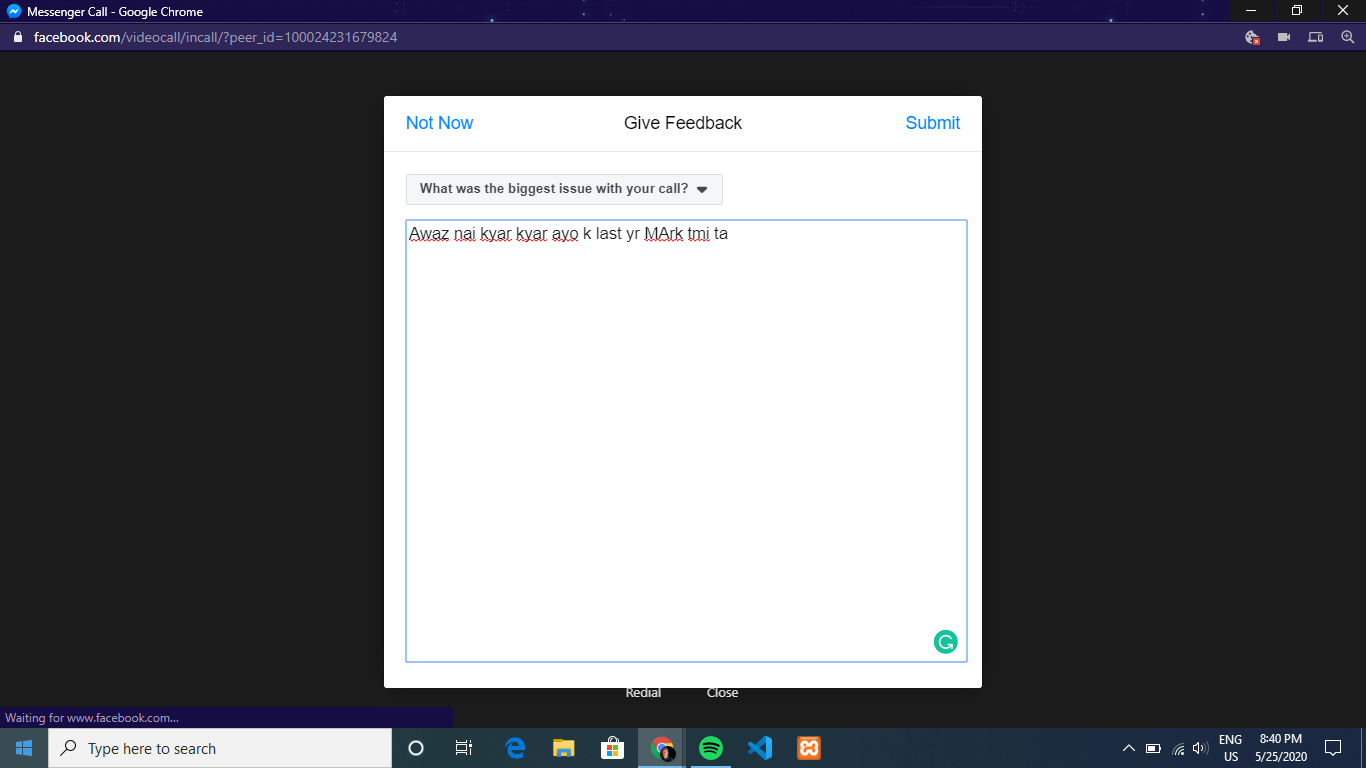 Messenger Call - Google Chrome
facebook.com/videocall/incall/?peer_id=100024231679824
Not Now
Give Feedback
Submit
What was the biggest issue with your call?
Awaz nai kyar kyar ayo k last yr MArk tmi ta
Redial
Close
Waiting for www.facebook.com...
Type here to search
ENG
US
8:40 PM
5/25/2020